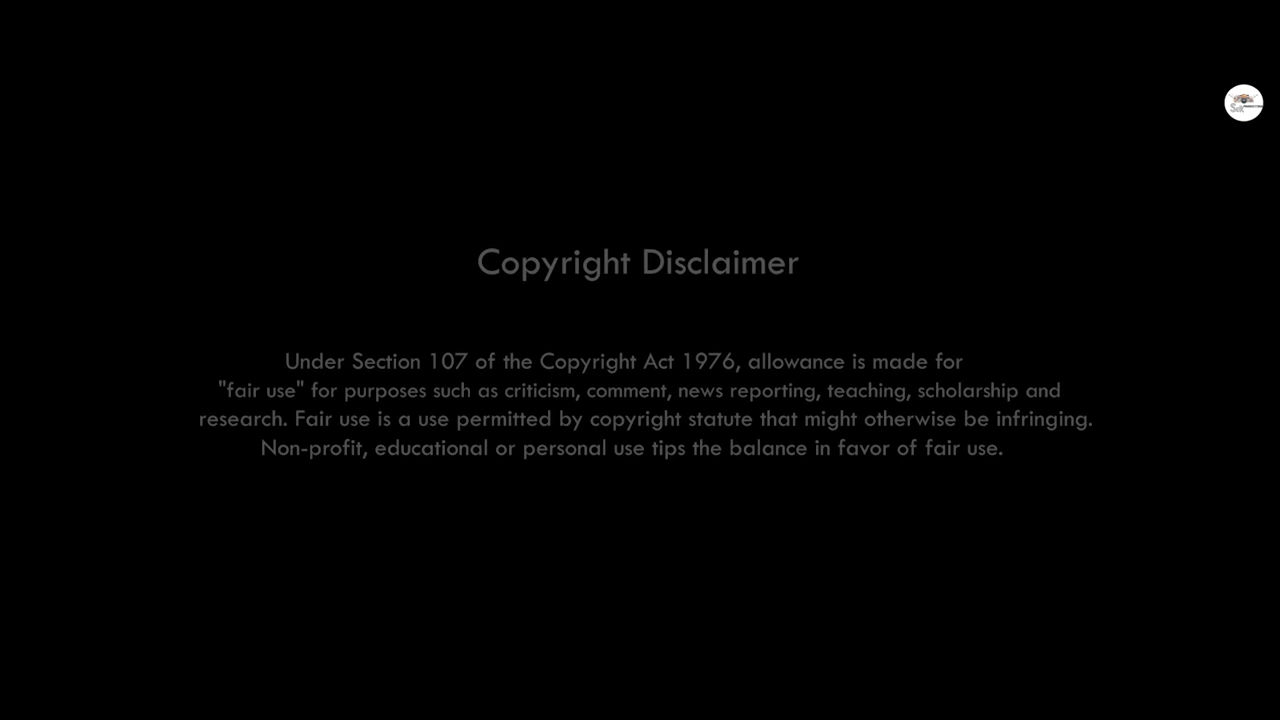 Copyright Disclaimer
Under Section 107 of the Copyright Act 1976, allowance is made for
"fair use" for purposes such as criticism, comment, news reporting, teaching, scholarship and
research. Fair use is a use permitted by copyright statute that might otherwise be infringing.
Non-profit, educational or personal use tips the balance in favor of fair use.